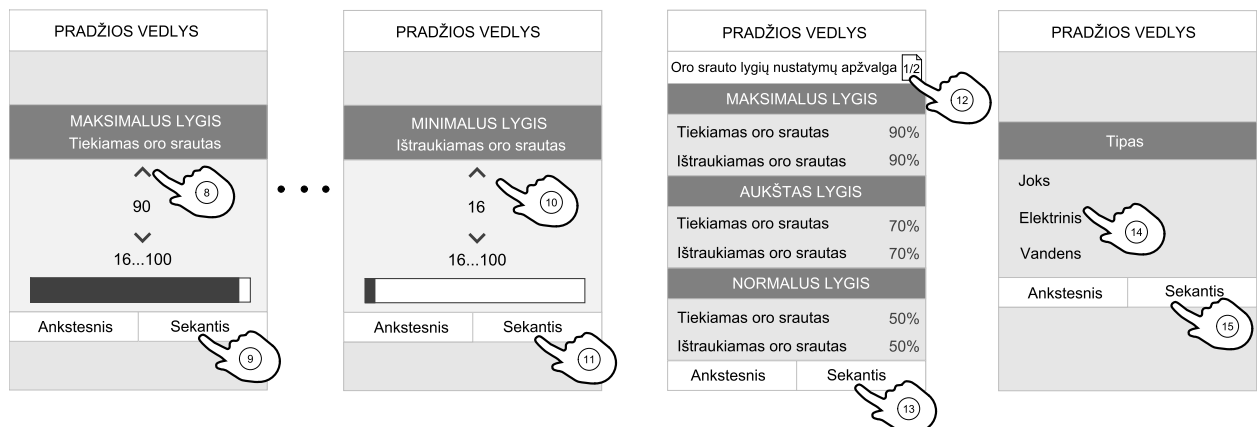 PRADŽIOS VEDLYS
MAKSIMALUS LYGIS
Tiekiamas oro srautas
8
90
16...100
Ankstesnis Sekantis
9
PRADŽIOS VEDLYS
MINIMALUS LYGIS
Ištraukiamas oro srautas
10
16
16...100
Ankstesnis Sekantis
11
PRADŽIOS VEDLYS
Oro srauto lygių nustatymų apžvalga 1/2
12
MAKSIMALUS LYGIS
Tiekiamas oro srautas 90%
Ištraukiamas oro srautas 90%
AUKŠTAS LYGIS
Tiekiamas oro srautas 70%
Ištraukiamas oro srautas 70%
NORMALUS LYGIS
Tiekiamas oro srautas 50%
Ištraukiamas oro srautas 50%
Ankstesnis Sekantis
13
PRADŽIOS VEDLYS
Tipas
Joks
Elektrinis
14
Vandens
Ankstesnis Sekantis
15